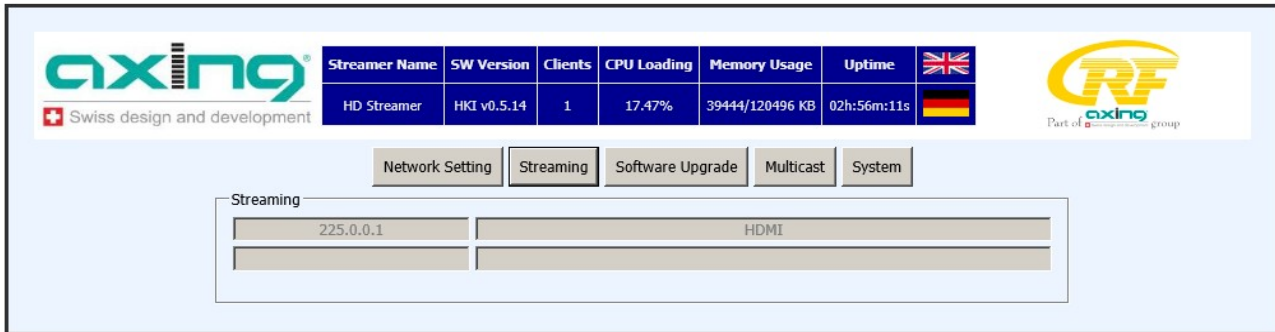 axing
Swiss design and development
Streamer Name SW Version Clients CPU Loading Memory Usage Uptime
HD Streamer HKI v0.5.14 1 17.47% 39444/120496 KB 02h:56m:11s
CRF
Part of axing group
Network Setting Streaming Software Upgrade Multicast System
Streaming
225.0.0.1 HDMI